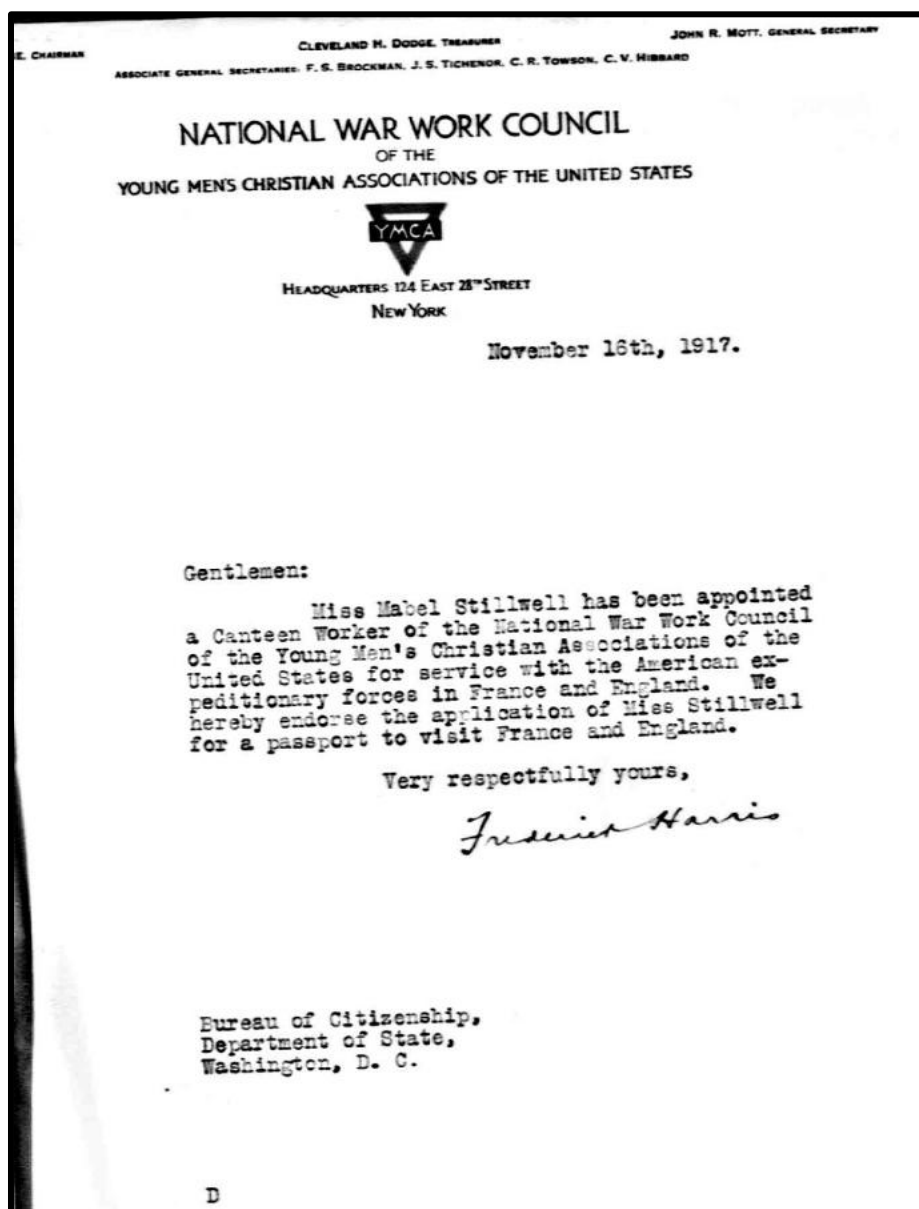 E. CHAIRMAN
CLEVELAND H. DODGE, TREASURER
JOHN R. MOTT, GENERAL SECRETARY
ASSOCIATE GENERAL SECRETARIES: F. S. BROCKMAN, J. S. TICHENOR, C. R. TOWSON, C. V. HIBBARD
NATIONAL WAR WORK COUNCIL
OF THE
YOUNG MEN'S CHRISTIAN ASSOCIATIONS OF THE UNITED STATES
YMCA
HEADQUARTERS 124 EAST 28TH STREET
NEW YORK
November 16th, 1917.
Gentlemen:
Miss Mabel Stillwell has been appointed
a Canteen Worker of the National War Work Council
of the Young Men's Christian Associations of the
United States for service with the American ex-
peditionary forces in France and England. We
hereby endorse the application of Miss Stillwell
for a passport to visit France and England.
Very respectfully yours,
Frederick Harris
Bureau of Citizenship,
Department of State,
Washington, D. C.
D